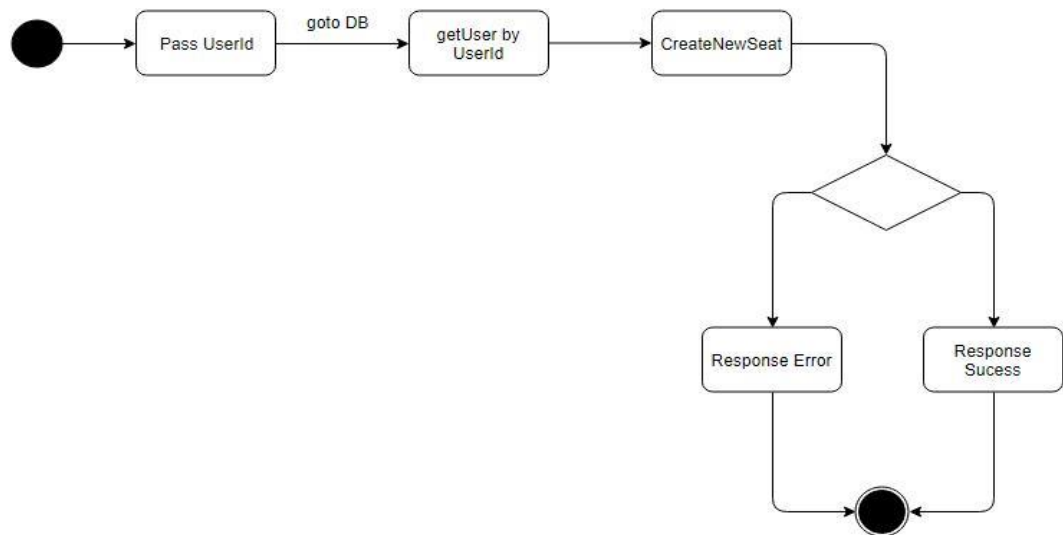 goto DB
Pass UserId
getUser by
UserId
CreateNewSeat
Response Error
Response
Sucess